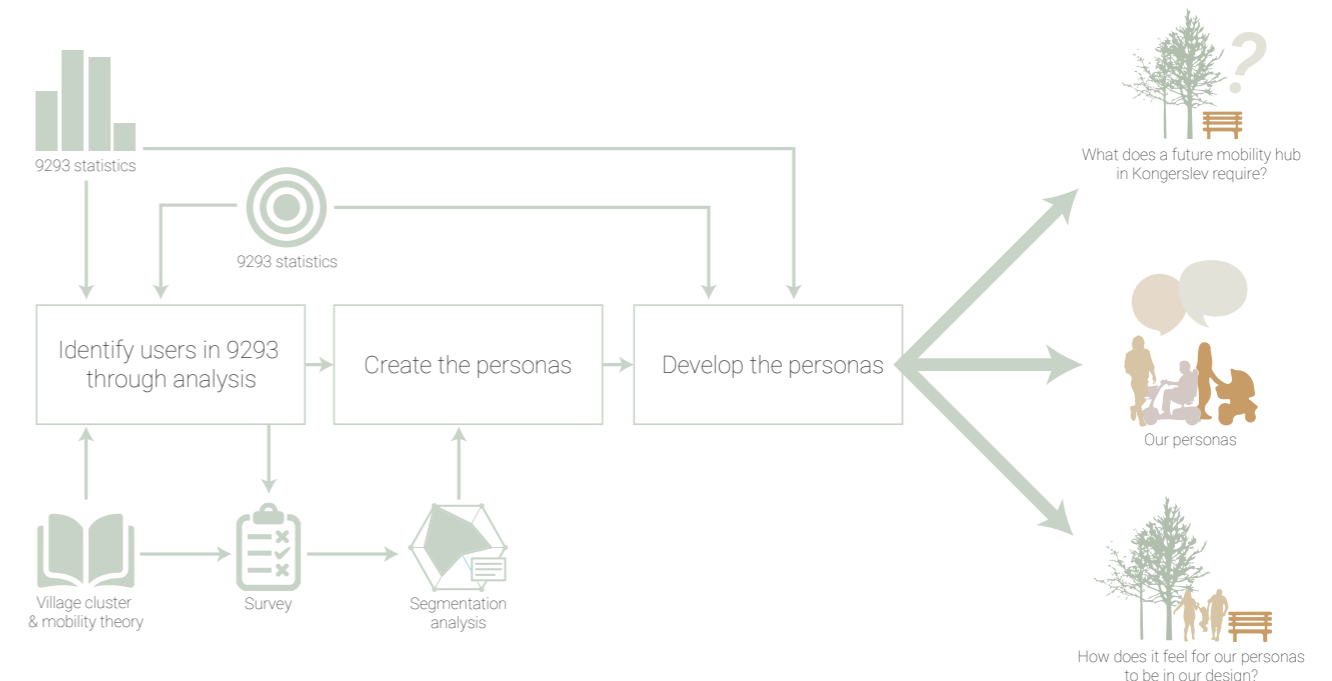 ?
What does a future mobility hub
in Kongerslev require?
9293 statistics
9293 statistics
Identify users in 9293
through analysis
Create the personas
Develop the personas
Our personas
Village cluster
& mobility theory
Survey
Segmentation
analysis
How does it feel for our personas
to be in our design?